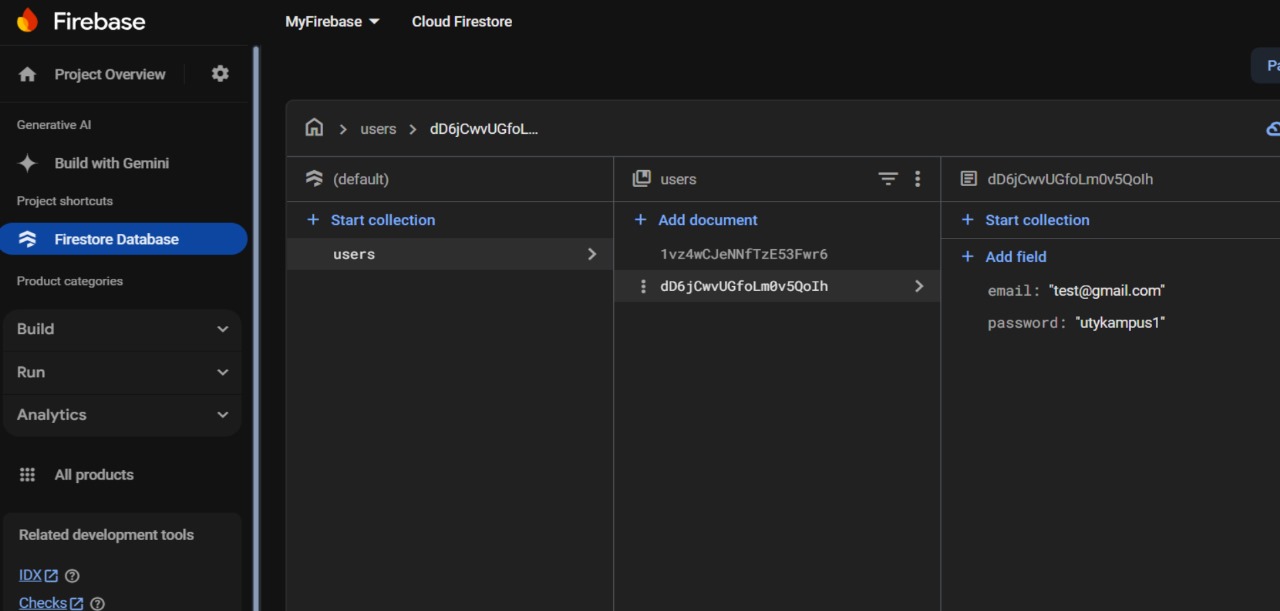 Firebase
MyFirebase
Cloud Firestore
Project Overview
Generative AI
Build with Gemini
Project shortcuts
Firestore Database
Product categories
Build
Run
Analytics
All products
Related development tools
IDX
Checks
Pa
users
dD6jCwvUGfoL...
(default)
Start collection
users
users
Add document
1vz4wCJeNNfTzE53Fwr6
dD6jCwvUGfoLm0v5QoIh
dD6jCwvUGfoLm0v5QoIh
Start collection
Add field
email: "test@gmail.com"
password: "utykampus1"